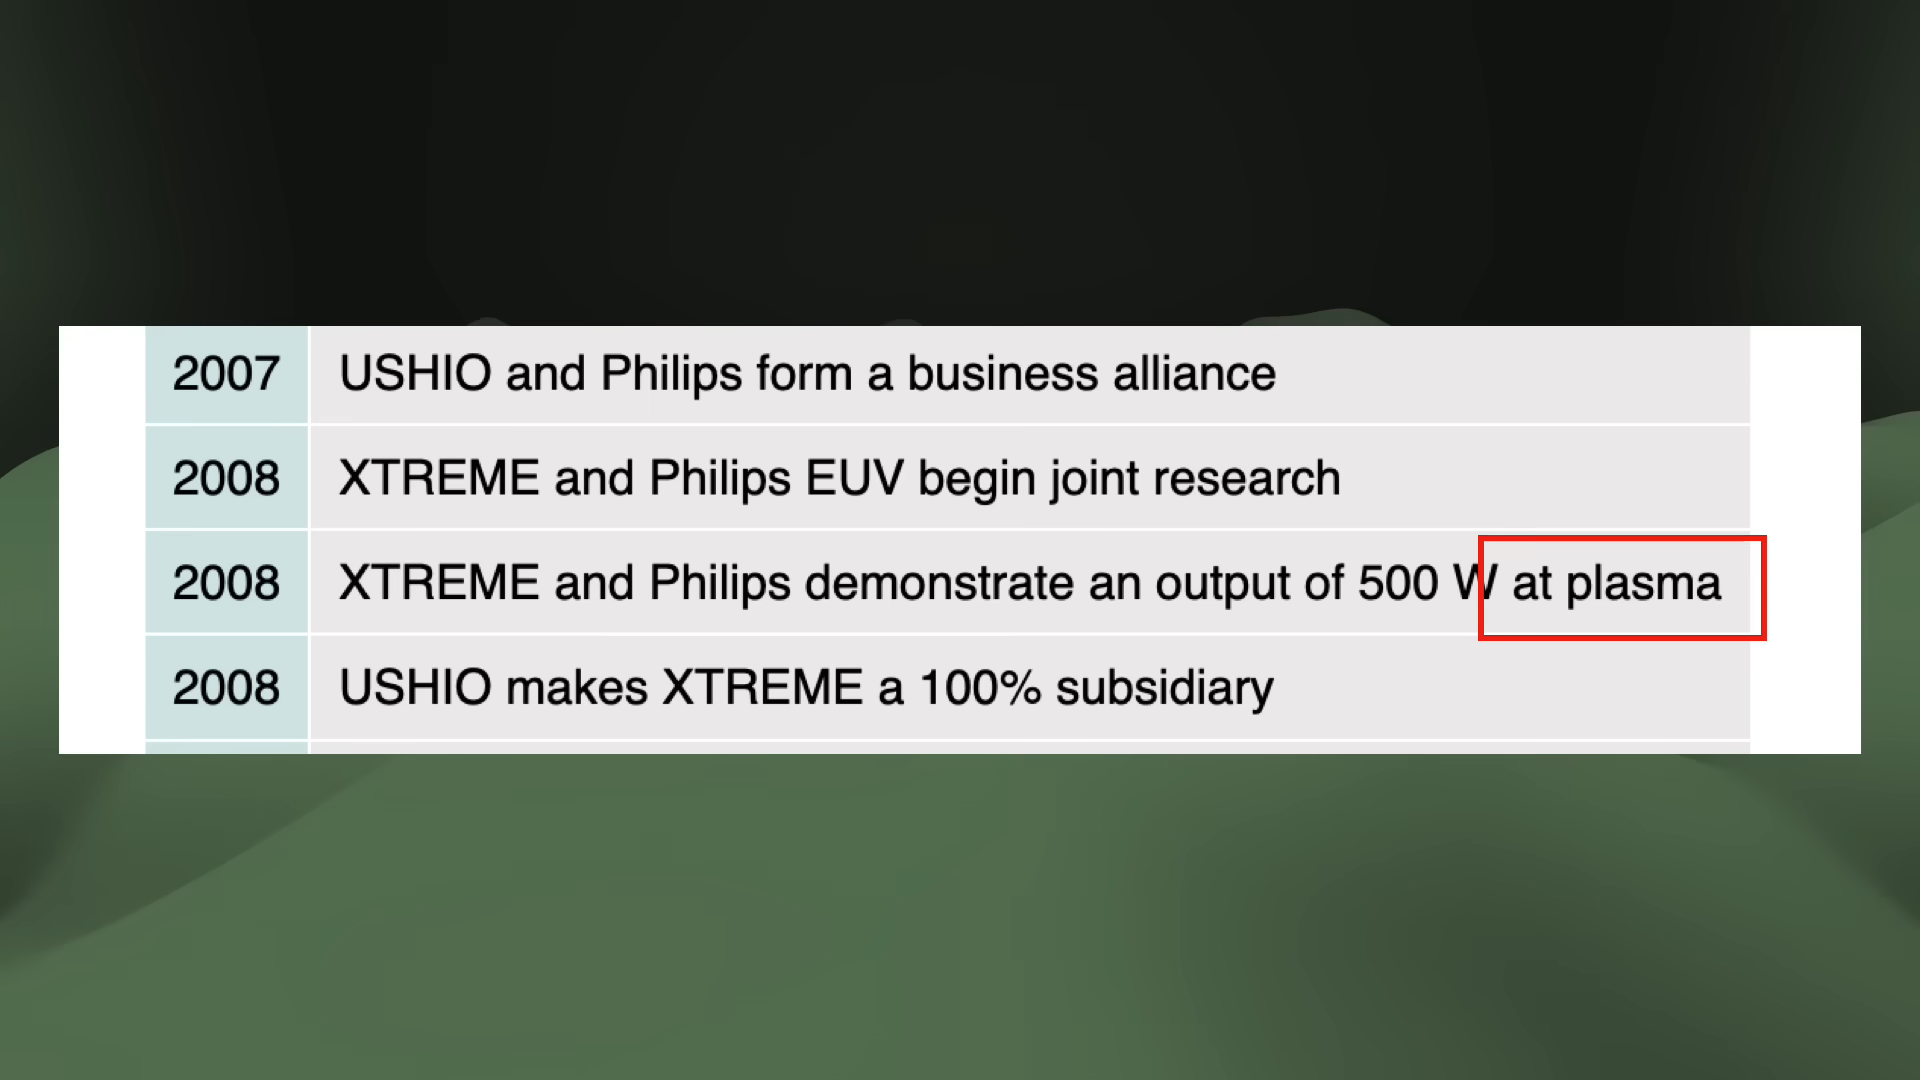 2007 USHIO and Philips form a business alliance
2008 XTREME and Philips EUV begin joint research
2008 XTREME and Philips demonstrate an output of 500 W at plasma
2008 USHIO makes XTREME a 100% subsidiary